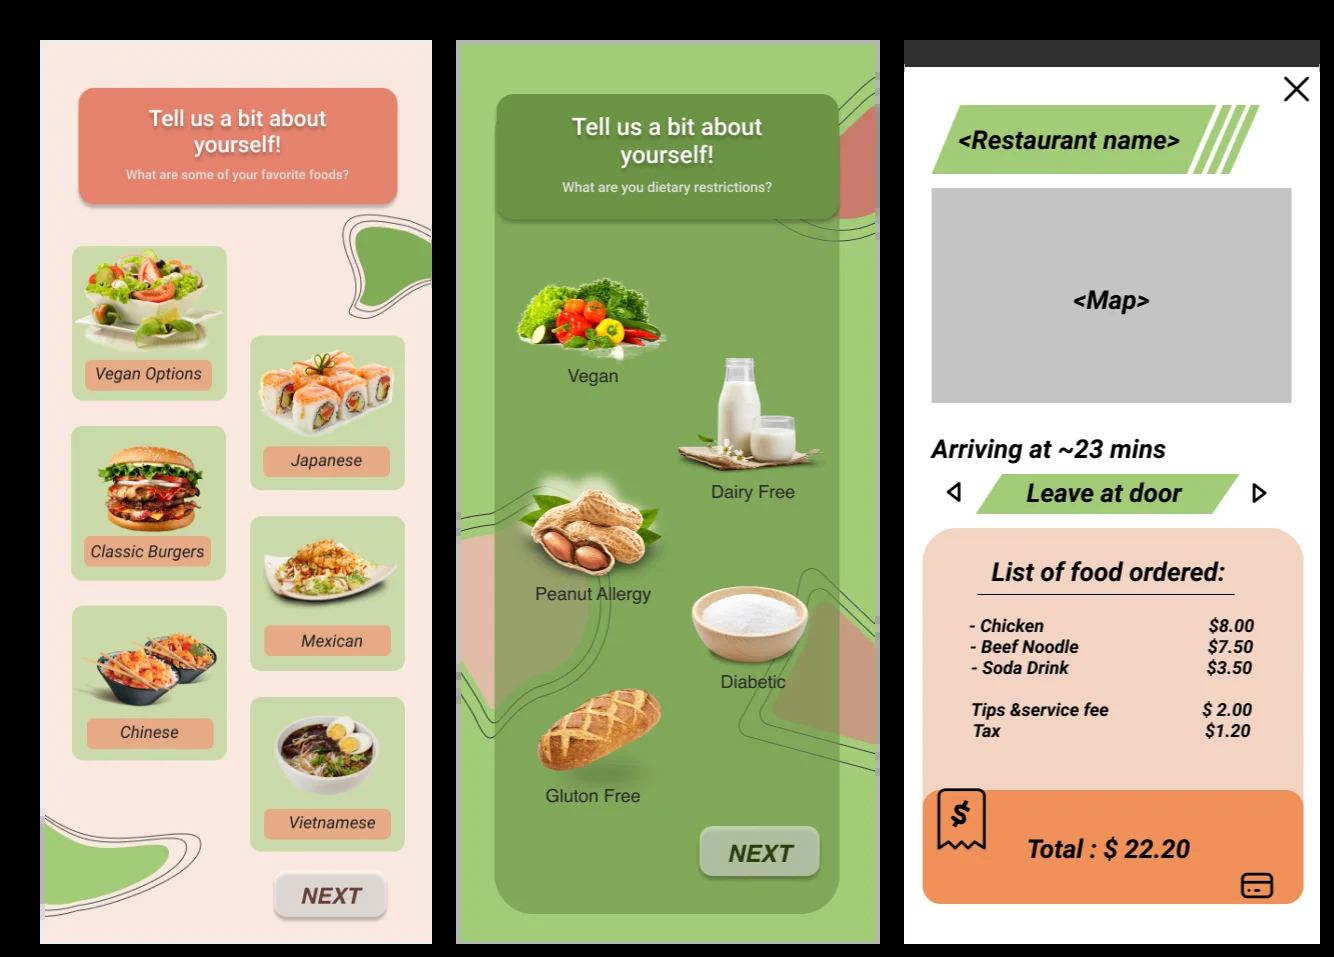 Tell us a bit about
yourself!
What are some of your favorite foods?
Vegan Options
Japanese
Classic Burgers
Mexican
Chinese
Vietnamese
NEXT
Tell us a bit about
yourself!
What are you dietary restrictions?
Vegan
Dairy Free
Peanut Allergy
Diabetic
Gluton Free
NEXT
<Restaurant name>
<Map>
Arriving at ~23 mins
Leave at door
List of food ordered:
- Chicken $8.00
- Beef Noodle $7.50
- Soda Drink $3.50
Tips &service fee $ 2.00
Tax $1.20
$
Total : $ 22.20